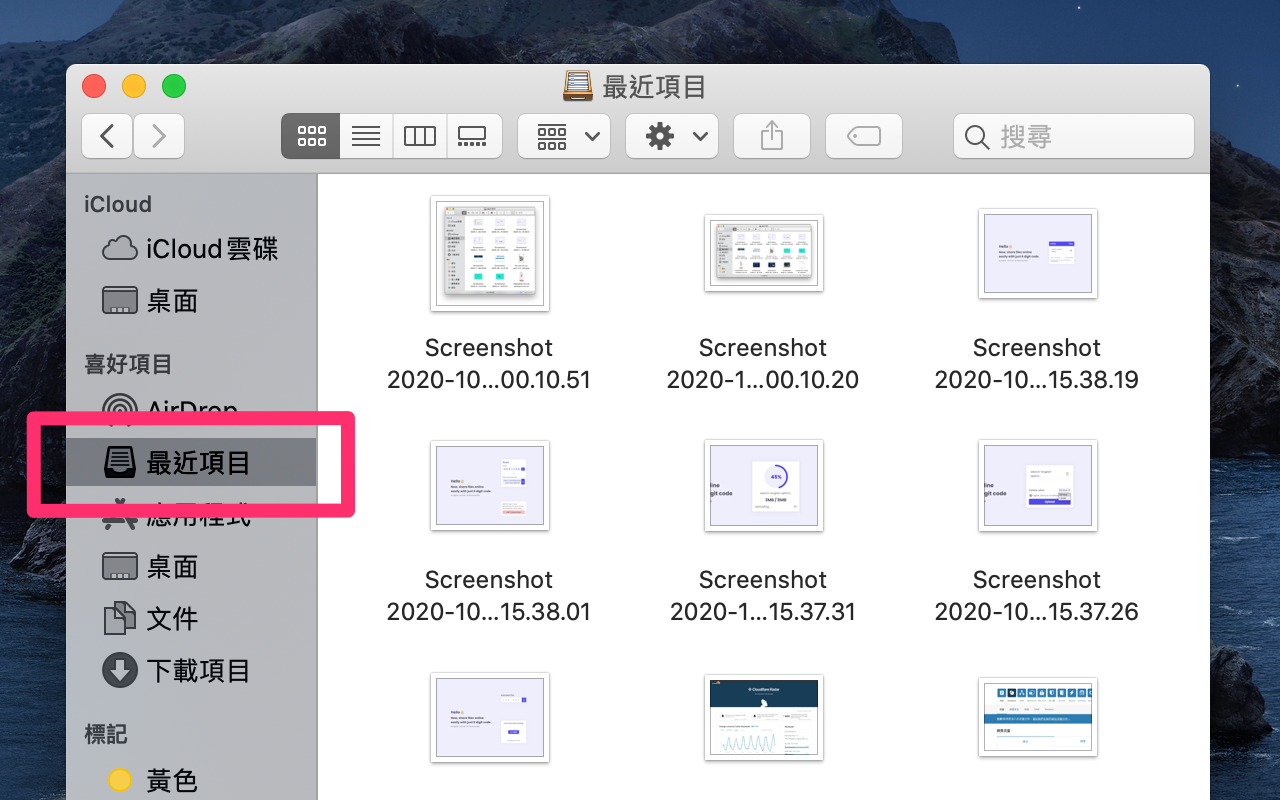 最近項目
搜尋
iCloud
iCloud雲碟
桌面
喜好項目
AirDrop
最近項目
應用程式
桌面
文件
下載項目
標記
黃色
Screenshot
2020-10...00.10.51
Screenshot
2020-1...00.10.20
Screenshot
2020-10...15.38.19
Screenshot
2020-10...15.38.01
Screenshot
2020-1...15.37.31
Screenshot
2020-10...15.37.26